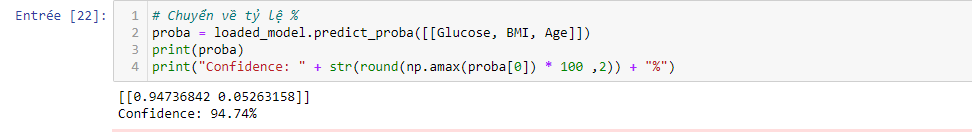 Entrée [22]:
1 # Chuyển về tỷ lệ %
2 proba = loaded_model.predict_proba([[Glucose, BMI, Age]])
3 print(proba)
4 print("Confidence: " + str(round(np.amax(proba[0]) * 100 ,2)) + "%")
[[0.94736842 0.05263158]]
Confidence: 94.74%